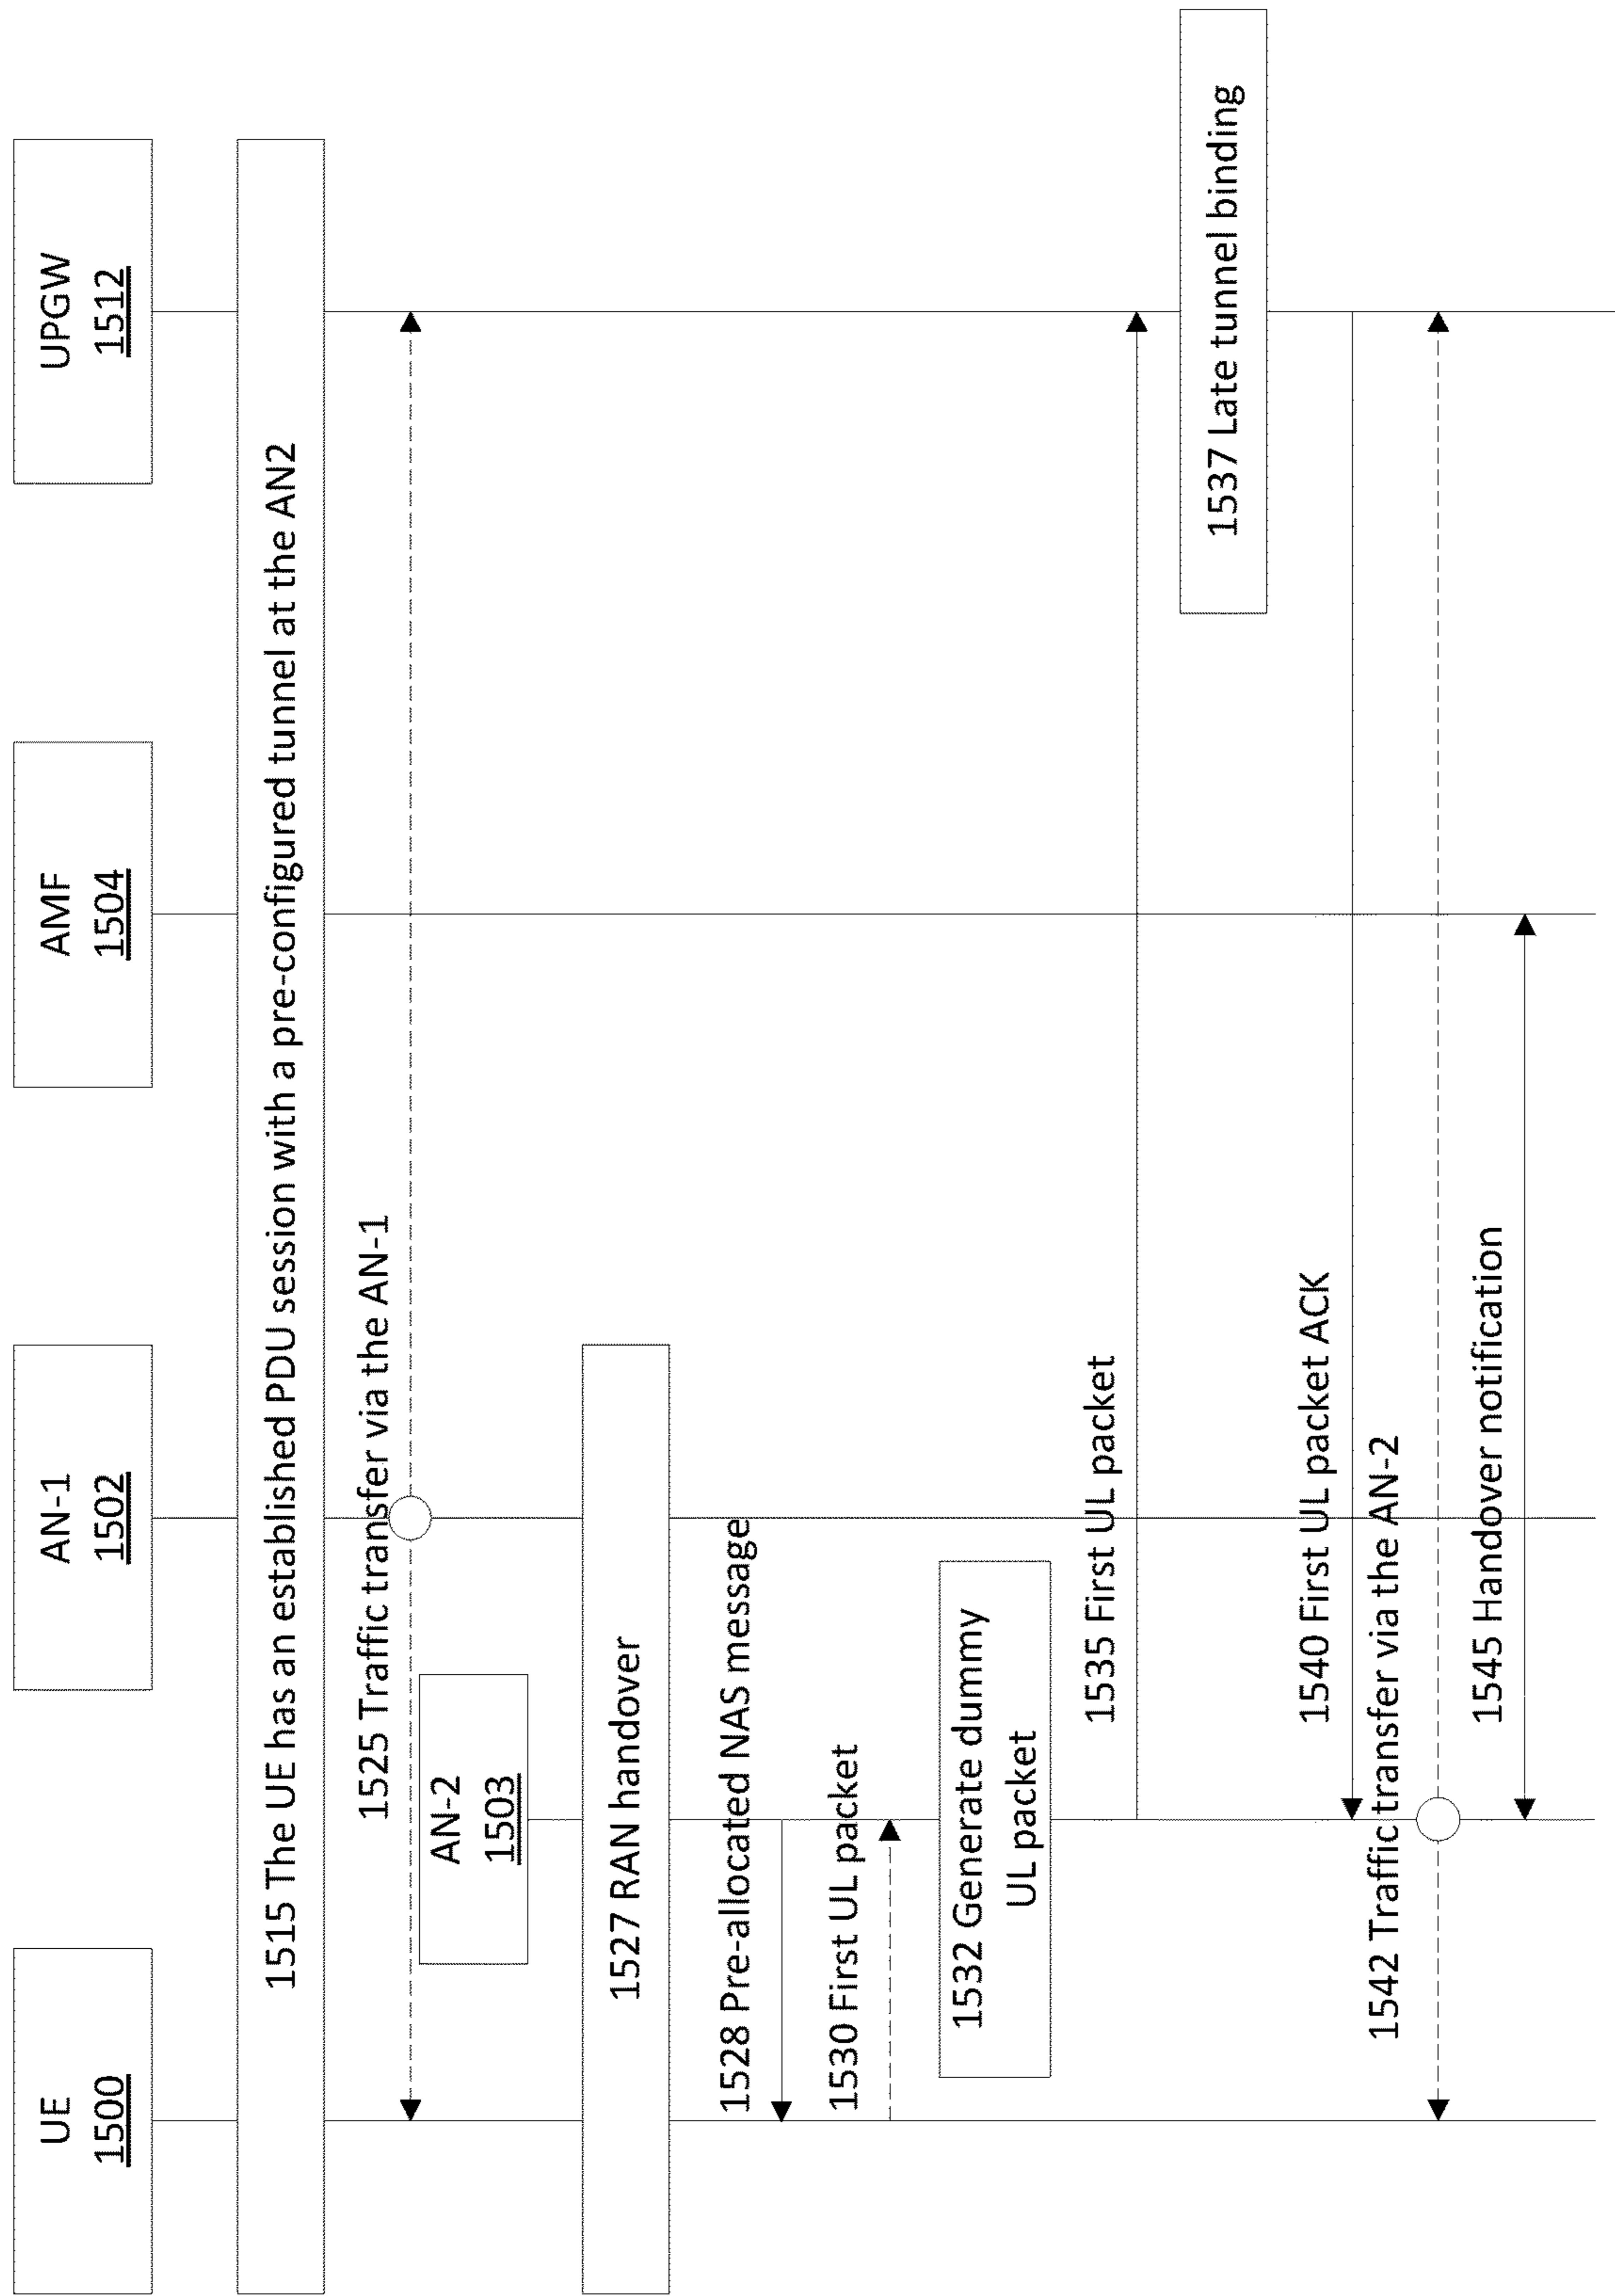 UE
1500
AN-1
1502
AMF
1504
UPGW
1512
1515 The UE has an established PDU session with a pre-configured tunnel at the AN2
1525 Traffic transfer via the AN-1
AN-2
1503
1527 RAN handover
1528 Pre-allocated NAS message
1530 First UL packet
1532 Generate dummy
UL packet
1535 First UL packet
1537 Late tunnel binding
1540 First UL packet ACK
1542 Traffic transfer via the AN-2
1545 Handover notification